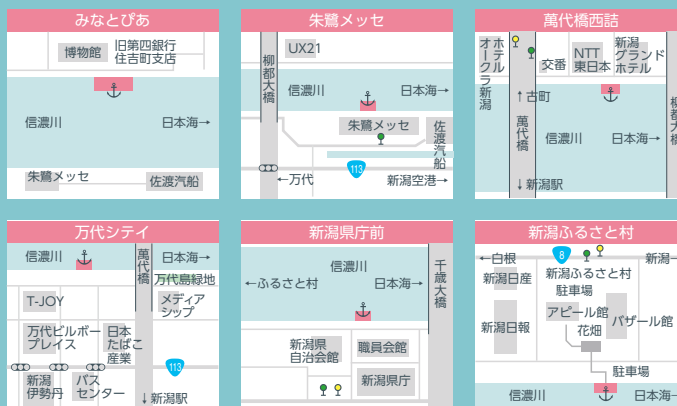 みなとぴあ
博物館
旧第四銀行
住吉町支店
信濃川
日本海→
朱鷺メッセ
佐渡汽船
朱鷺メッセ
柳都大橋
UX21
信濃川
日本海→
朱鷺メッセ
佐渡汽船
113
←万代
新潟空港→
萬代橋西詰
ホテル
オークラ新潟
交番
NTT
東日本
新潟
グランド
ホテル
↑古町
萬代橋
信濃川
日本海→
柳都大橋
↓新潟駅
万代シテイ
信濃川
萬代橋
日本海→
万代島緑地
T-JOY
メディア
シップ
万代ビルボー
プレイス
日本
たばこ
産業
113
新潟
伊勢丹
バス
センター
↓新潟駅
新潟県庁前
信濃川
←ふるさと村
日本海→
千歳大橋
新潟県
自治会館
職員会館
新潟県庁
新潟ふるさと村
←白根
8
新潟→
新潟日産
新潟ふるさと村
駐車場
新潟日報
アピール館
花畑
バザール館
駐車場
信濃川
日本海→